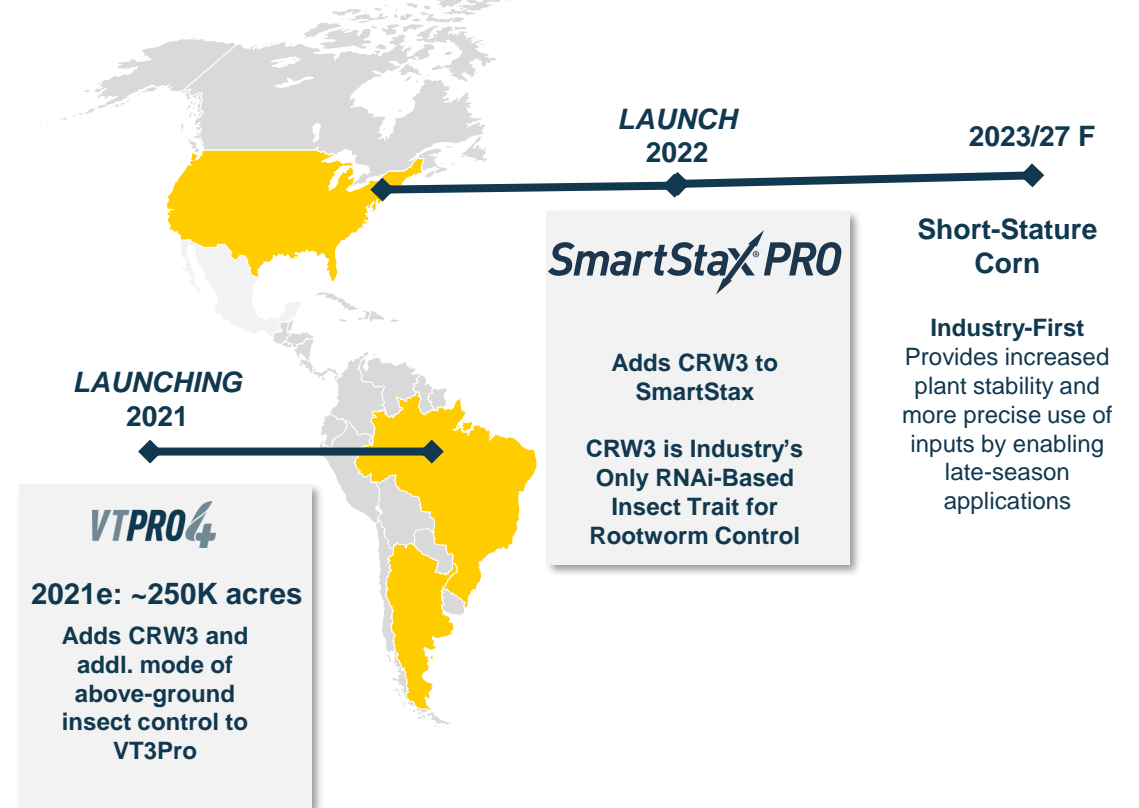 LAUNCH
2022
2023/27 F
SmartStax® PRO
Adds CRW3 to
SmartStax
CRW3 is Industry's
Only RNAi-Based
Insect Trait for
Rootworm Control
Short-Stature
Corn
Industry-First
Provides increased
plant stability and
more precise use of
inputs by enabling
late-season
applications
LAUNCHING
2021
VTPRO4
2021e: ~250K acres
Adds CRW3 and
addl. mode of
above-ground
insect control to
VT3Pro